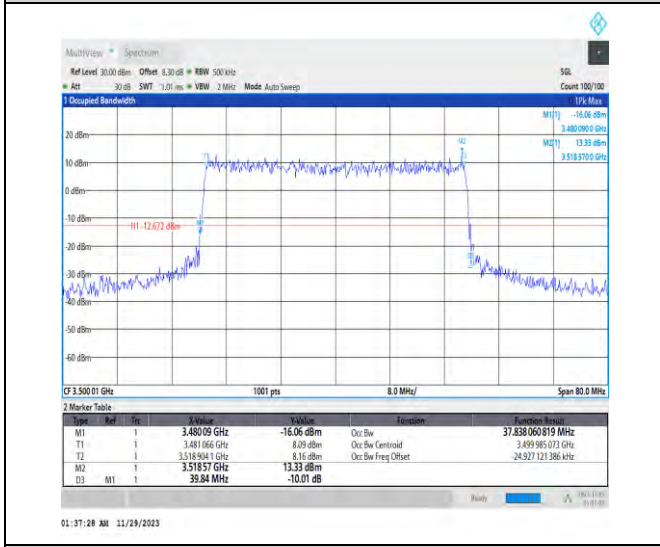 MultiView Spectrum
Ref Level 30.00 dBm Offset 8.30 dB RBW 500 kHz SGL
Att 30 dB SWT 1.01 ms VBW 2 MHz Mode Auto Sweep Count 100/100
1 Occupied Bandwidth 1Pk Max
M1[1] -16.06 dBm
3.480 090 0 GHz
M2[1] 13.33 dBm
3.518 570 0 GHz
20 dBm
M2
T1
10 dBm
0 dBm
-10 dBm
H1 -12.672 dBm
-20 dBm
-30 dBm
-40 dBm
-50 dBm
-60 dBm
CF 3.500 01 GHz 1001 pts 8.0 MHz/ Span 80.0 MHz
2 Marker Table
Type Ref Trc X-Value Y-Value Function Function Result
M1 1 3.480 09 GHz -16.06 dBm Occ Bw 37.838 060 819 MHz
T1 1 3.481 066 GHz 8.09 dBm Occ Bw Centroid 3.499 985 073 GHz
T2 1 3.518 904 1 GHz 8.16 dBm Occ Bw Freq Offset -24.927 121 386 kHz
M2 1 3.518 57 GHz 13.33 dBm
D3 M1 1 39.84 MHz -10.01 dB
Ready
01:37:28 AM 11/29/2023